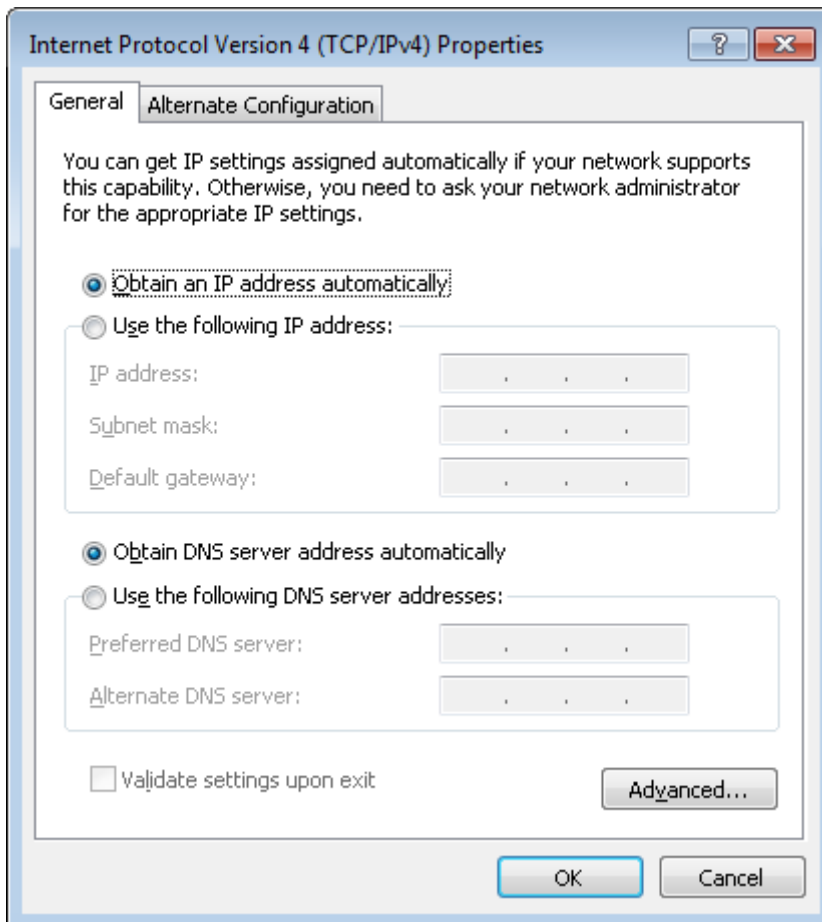 Internet Protocol Version 4 (TCP/IPv4) Properties
General
Alternate Configuration
You can get IP settings assigned automatically if your network supports
this capability. Otherwise, you need to ask your network administrator
for the appropriate IP settings.
Obtain an IP address automatically
Use the following IP address:
IP address:
Subnet mask:
Default gateway:
Obtain DNS server address automatically
Use the following DNS server addresses:
Preferred DNS server:
Alternate DNS server:
Validate settings upon exit
Advanced...
OK
Cancel